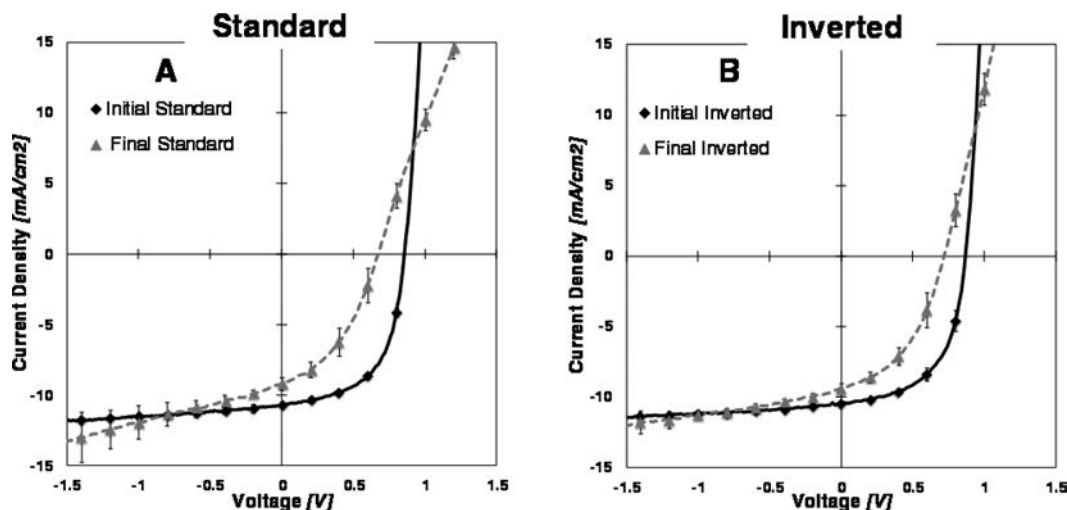 Standard
A
Initial Standard
Final Standard
15
10
5
0
-5
-10
-15
-1.5
-1
-0.5
0
0.5
1
1.5
Current Density [mA/cm2]
Voltage [V]
Inverted
B
Initial Inverted
Final Inverted
15
10
5
0
-5
-10
-15
-1.5
-1
-0.5
0
0.5
1
1.5
Current Density [mA/cm2]
Voltage [V]